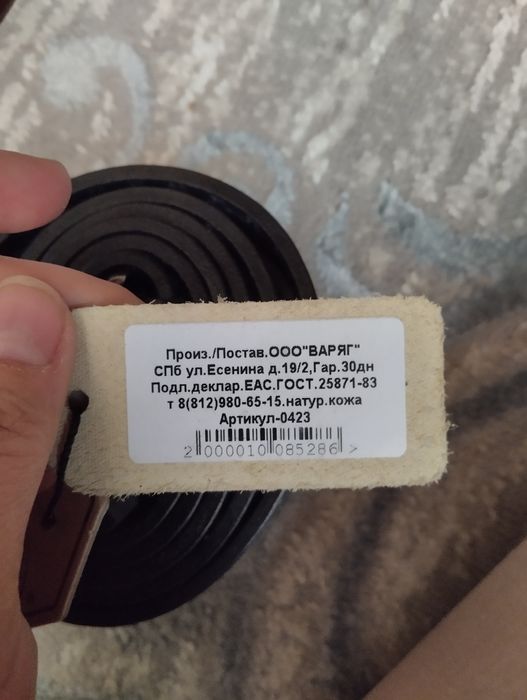 Произ./Постав.ООО"ВАРЯГ"
СПб ул.Есенина д.19/2,Гар.30дн
Подл.деклар.ЕАС.ГОСТ.25871-83
т 8(812)980-65-15.натур.кожа
Артикул-0423
2 000010 085286 >